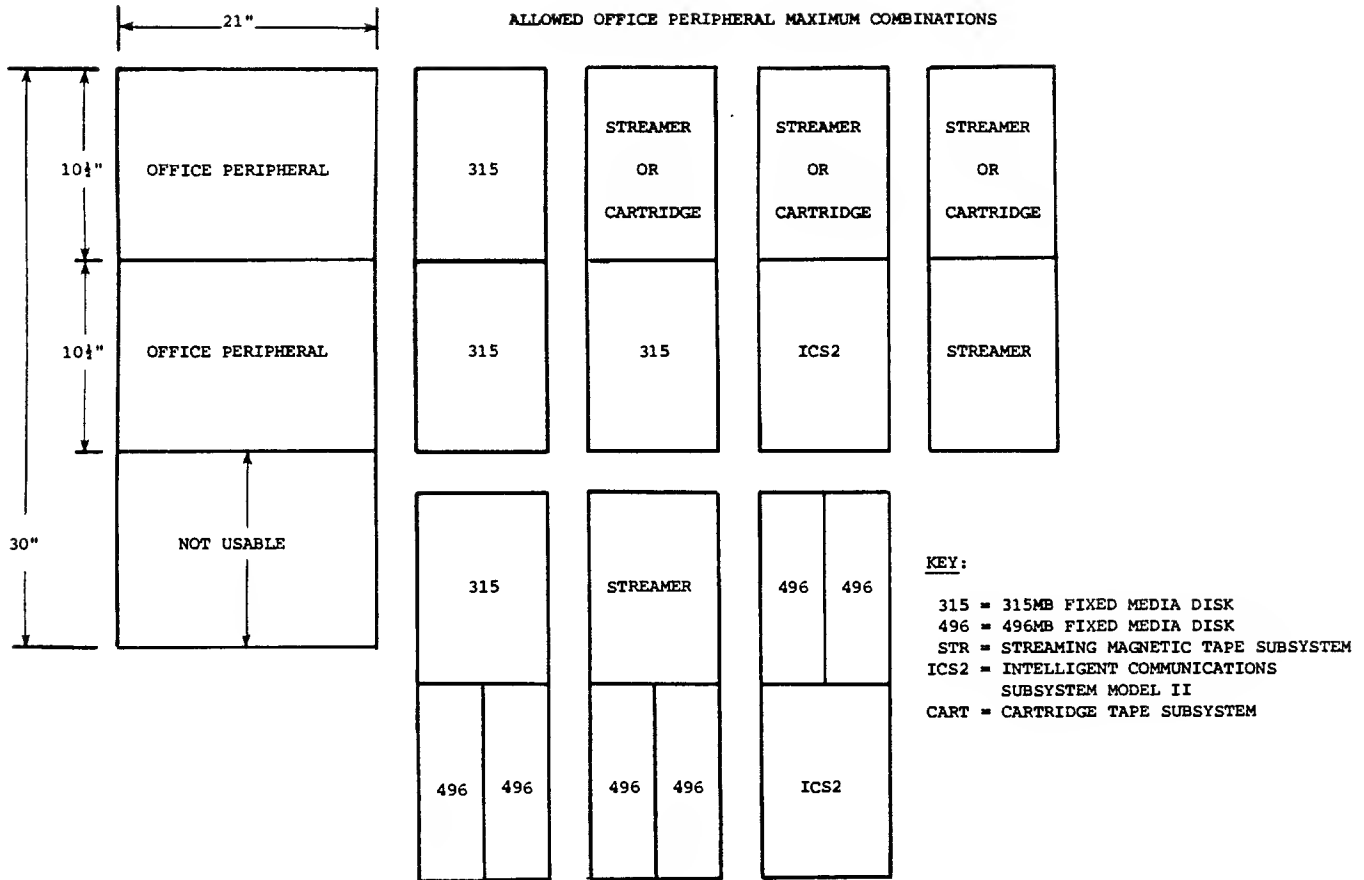 21"
ALLOWED OFFICE PERIPHERAL MAXIMUM COMBINATIONS
10½"
OFFICE PERIPHERAL
315
STREAMER
OR
CARTRIDGE
STREAMER
OR
CARTRIDGE
STREAMER
OR
CARTRIDGE
10½"
OFFICE PERIPHERAL
315
315
ICS2
STREAMER
30"
NOT USABLE
315
STREAMER
496 496
496 496
496 496
ICS2
KEY:
315 = 315MB FIXED MEDIA DISK
496 = 496MB FIXED MEDIA DISK
STR = STREAMING MAGNETIC TAPE SUBSYSTEM
ICS2 = INTELLIGENT COMMUNICATIONS
SUBSYSTEM MODEL II
CART = CARTRIDGE TAPE SUBSYSTEM